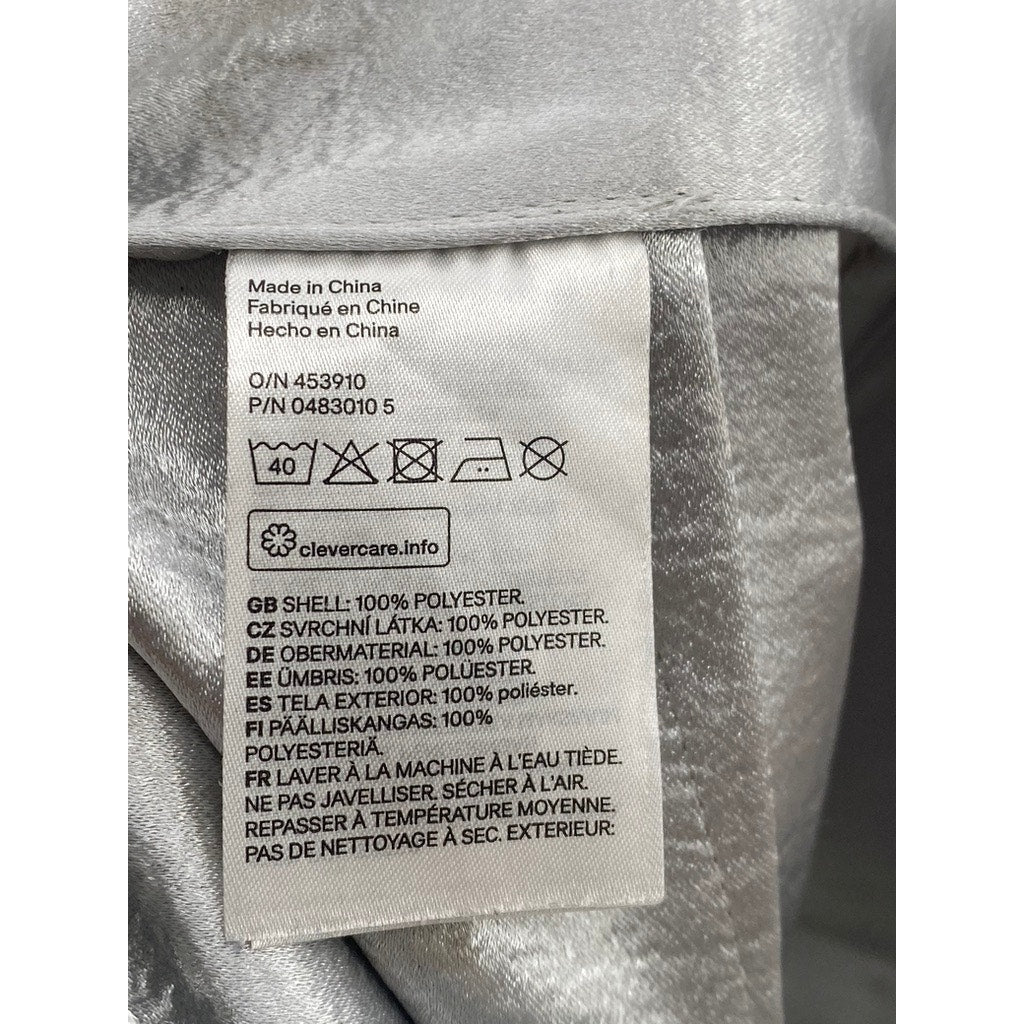 Made in China
Fabriqué en Chine
Hecho en China
O/N 453910
P/N 0483010 5
40
clevercare.info
GB SHELL: 100% POLYESTER.
CZ SVRCHNÍ LÁTKA: 100% POLYESTER.
DE OBERMATERIAL: 100% POLYESTER.
EE ÜMBRIS: 100% POLÜESTER.
ES TELA EXTERIOR: 100% poliéster.
FI PÄÄLLISKANGAS: 100%
POLYESTERIÄ.
FR LAVER À LA MACHINE À L'EAU TIÈDE.
NE PAS JAVELLISER. SÉCHER À L'AIR.
REPASSER À TEMPÉRATURE MOYENNE.
PAS DE NETTOYAGE À SEC. EXTERIEUR: